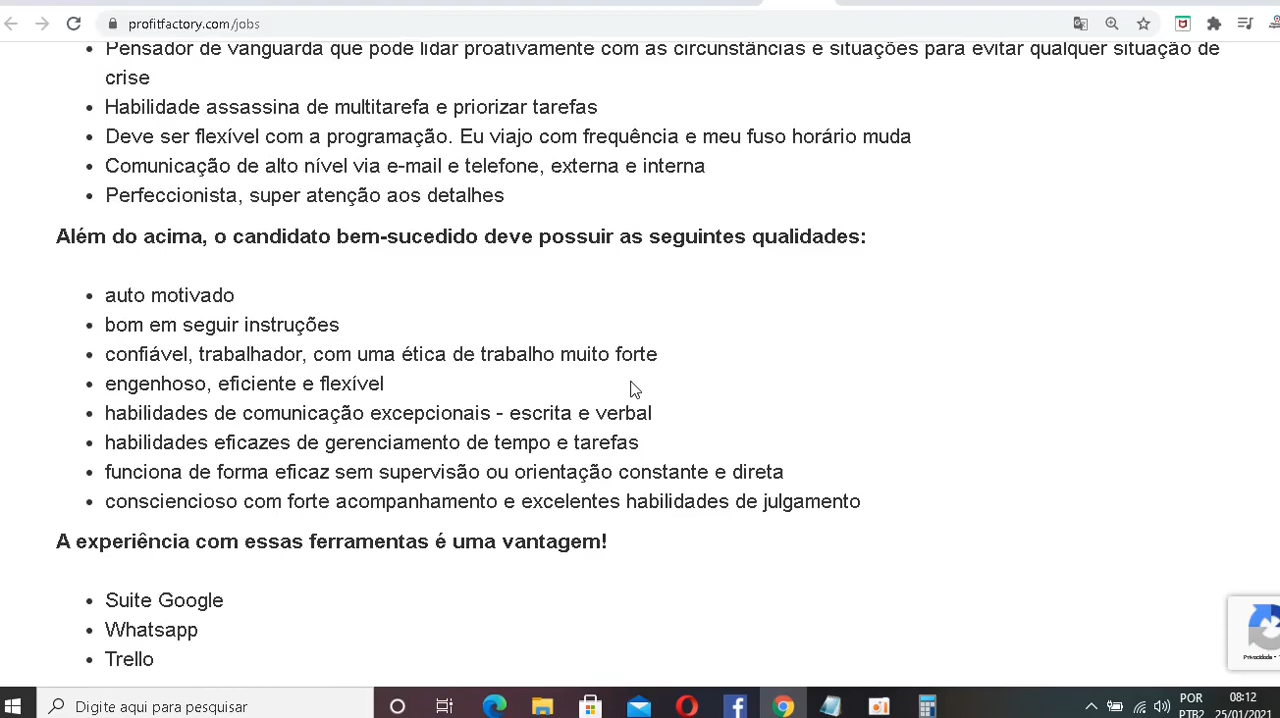 profitfactory.com/jobs
Pensador de vanguarda que pode lidar proativamente com as circunstâncias e situações para evitar qualquer situação de
crise
Habilidade assassina de multitarefa e priorizar tarefas
Deve ser flexível com a programação. Eu viajo com frequência e meu fuso horário muda
Comunicação de alto nível via e-mail e telefone, externa e interna
Perfeccionista, super atenção aos detalhes
Além do acima, o candidato bem-sucedido deve possuir as seguintes qualidades:
auto motivado
bom em seguir instruções
confiável, trabalhador, com uma ética de trabalho muito forte
engenhoso, eficiente e flexível
habilidades de comunicação excepcionais - escrita e verbal
habilidades eficazes de gerenciamento de tempo e tarefas
funciona de forma eficaz sem supervisão ou orientação constante e direta
consciencioso com forte acompanhamento e excelentes habilidades de julgamento
A experiência com essas ferramentas é uma vantagem!
Suite Google
Whatsapp
Trello
Privacidade -
Digite aqui para pesquisar
POR 08:12
PTB2 25/01/2021